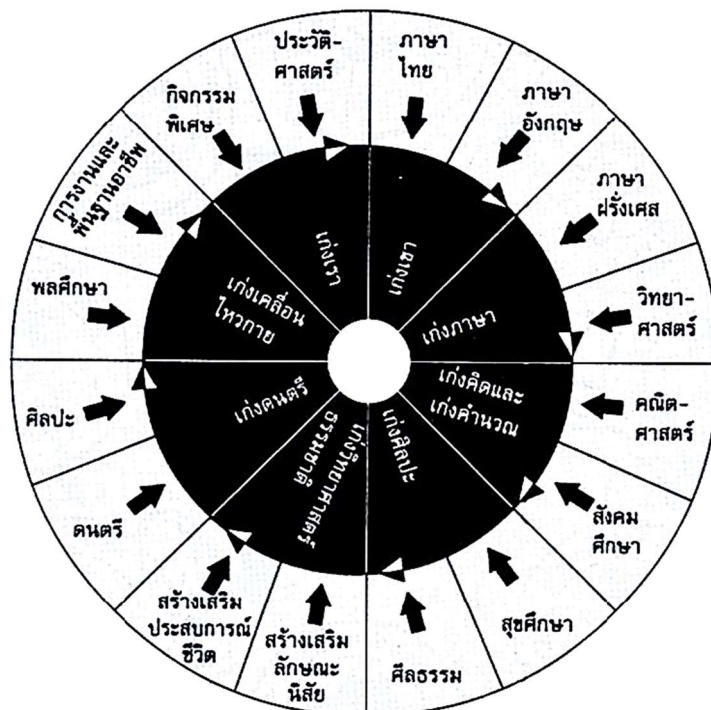 ประวัติ-
ศาสตร์
ภาษา
ไทย
ภาษา
อังกฤษ
ภาษา
ฝรั่งเศส
วิทยา-
ศาสตร์
คณิต-
ศาสตร์
สังคม
ศึกษา
สุขศึกษา
ศีลธรรม
สร้างเสริม
ลักษณะ
นิสัย
สร้างเสริม
ประสบการณ์
ชีวิต
ดนตรี
ศิลปะ
พลศึกษา
การงานและ
พื้นฐานอาชีพ
กิจกรรม
พิเศษ
เก่งเรา
เก่งเขา
เก่งภาษา
เก่งคิดและ
เก่งคำนวณ
เก่งศิลปะ
เก่งวิทยาศาสตร์
ธรรมชาติ
เก่งดนตรี
เก่งเคลื่อน
ไหวกาย